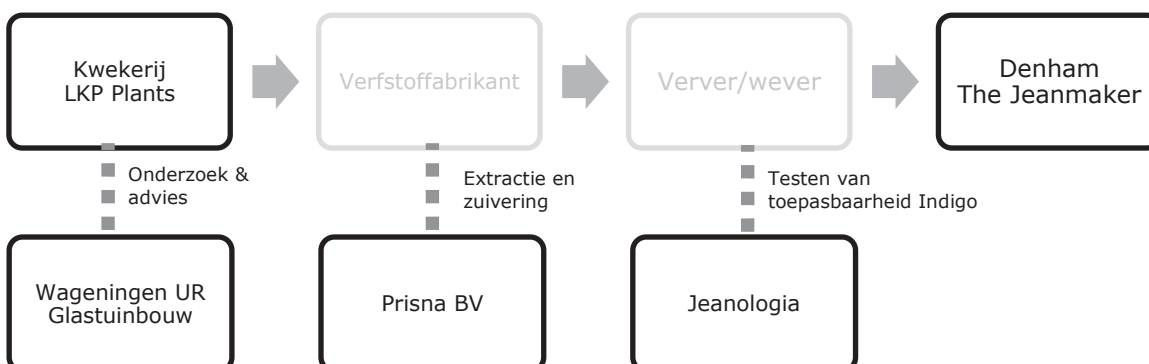 Kwekerij
LKP Plants
Verfstoffabrikant
Verver/wever
Denham
The Jeanmaker
Onderzoek &
advies
Extractie en
zuivering
Testen van
toepasbaarheid Indigo
Wageningen UR
Glastuinbouw
Prisna BV
Jeanologia